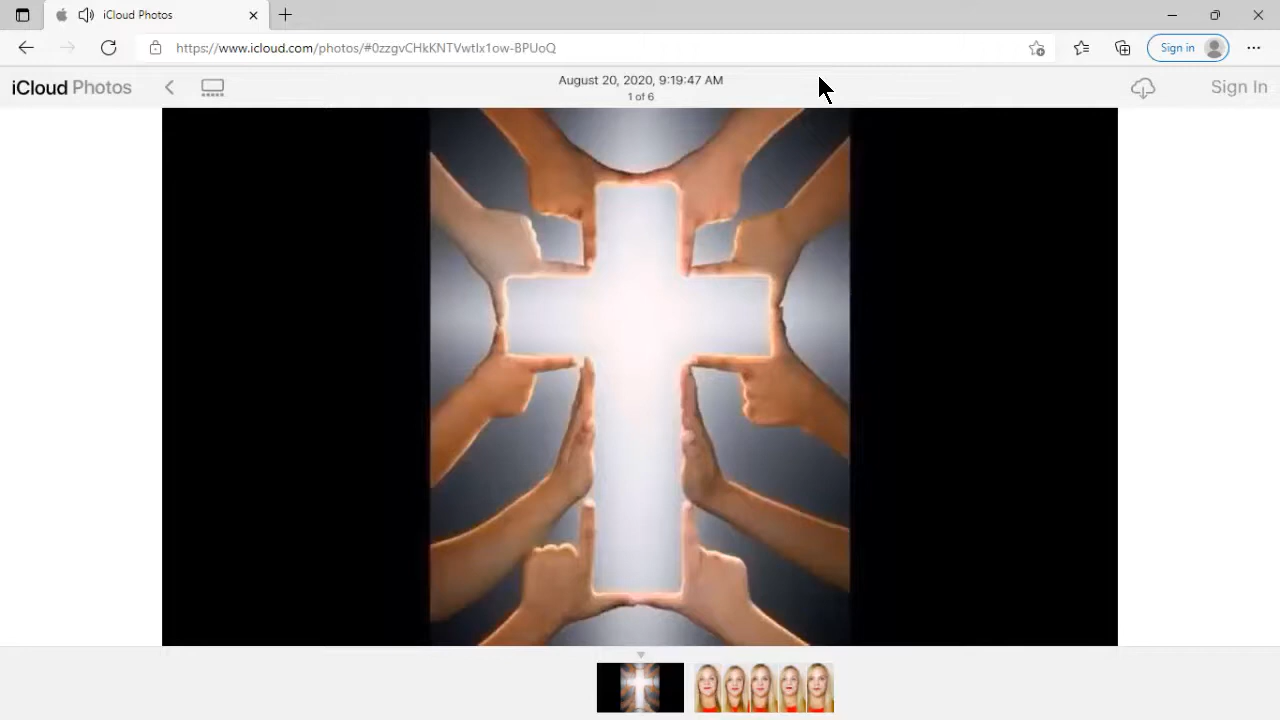 iCloud Photos
https://www.icloud.com/photos/#0zzgvCHkKNTVwtIx1ow-BPUoQ
Sign in
iCloud Photos
August 20, 2020, 9:19:47 AM
1 of 6
Sign In